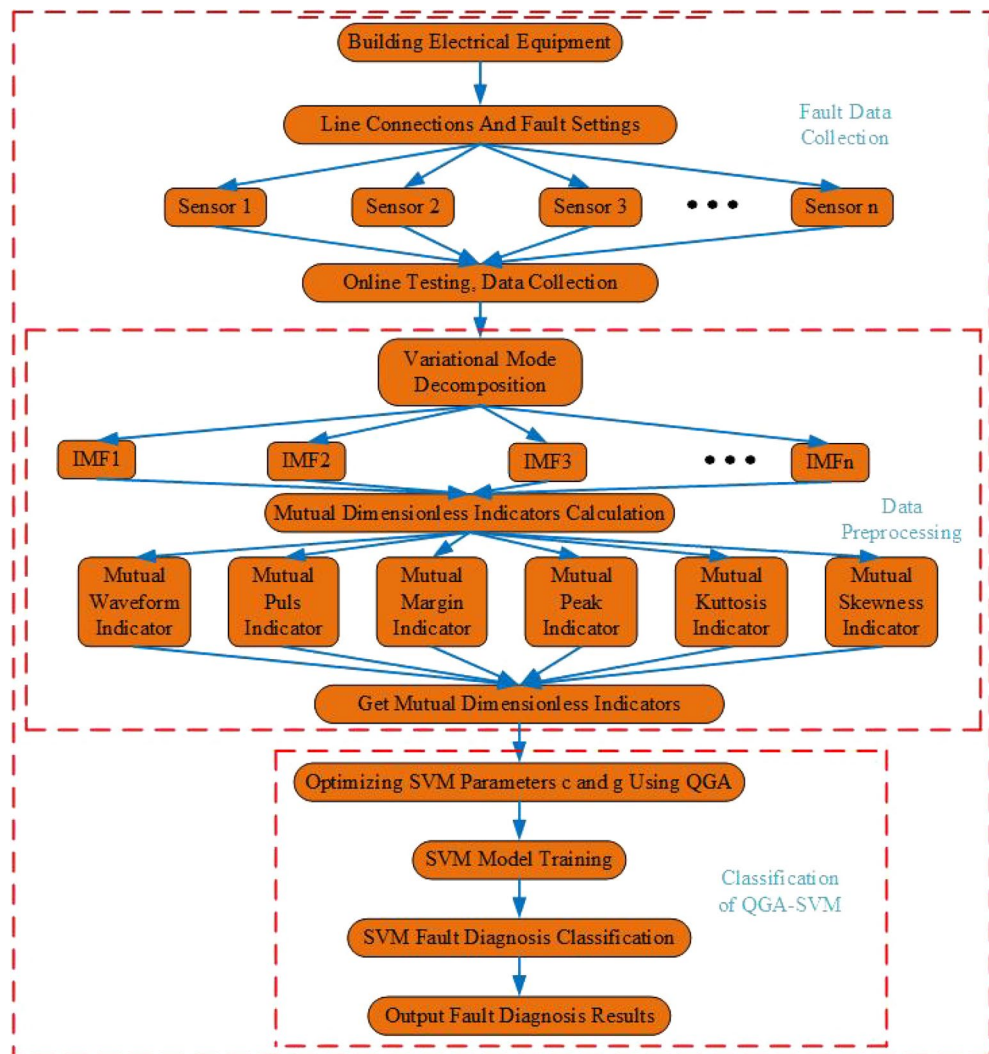 Building Electrical Equipment
Line Connections And Fault Settings
Fault Data
Collection
Sensor 1
Sensor 2
Sensor 3
Sensor n
Online Testing, Data Collection
Variational Mode
Decomposition
IMF1
IMF2
IMF3
IMFn
Mutual Dimensionless Indicators Calculation
Data
Preprocessing
Mutual
Waveform
Indicator
Mutual
Puls
Indicator
Mutual
Margin
Indicator
Mutual
Peak
Indicator
Mutual
Kuttosis
Indicator
Mutual
Skewness
Indicator
Get Mutual Dimensionless Indicators
Optimizing SVM Parameters c and g Using QGA
SVM Model Training
Classification
of QGA-SVM
SVM Fault Diagnosis Classification
Output Fault Diagnosis Results